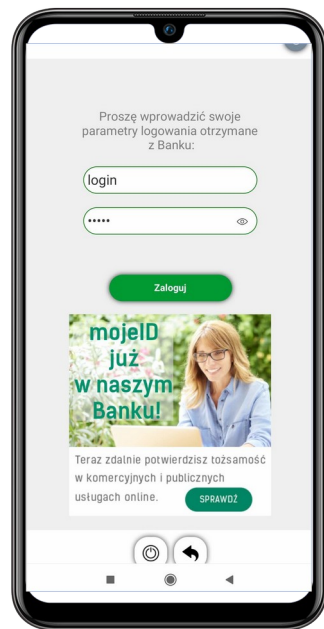 Proszę wprowadzić swoje
parametry logowania otrzymane
z Banku:
login
•••••
Zaloguj
mojeID
już
w naszym
Banku!
Teraz zdalnie potwierdzisz tożsamość
w komercyjnych i publicznych
usługach online.
SPRAWDŹ